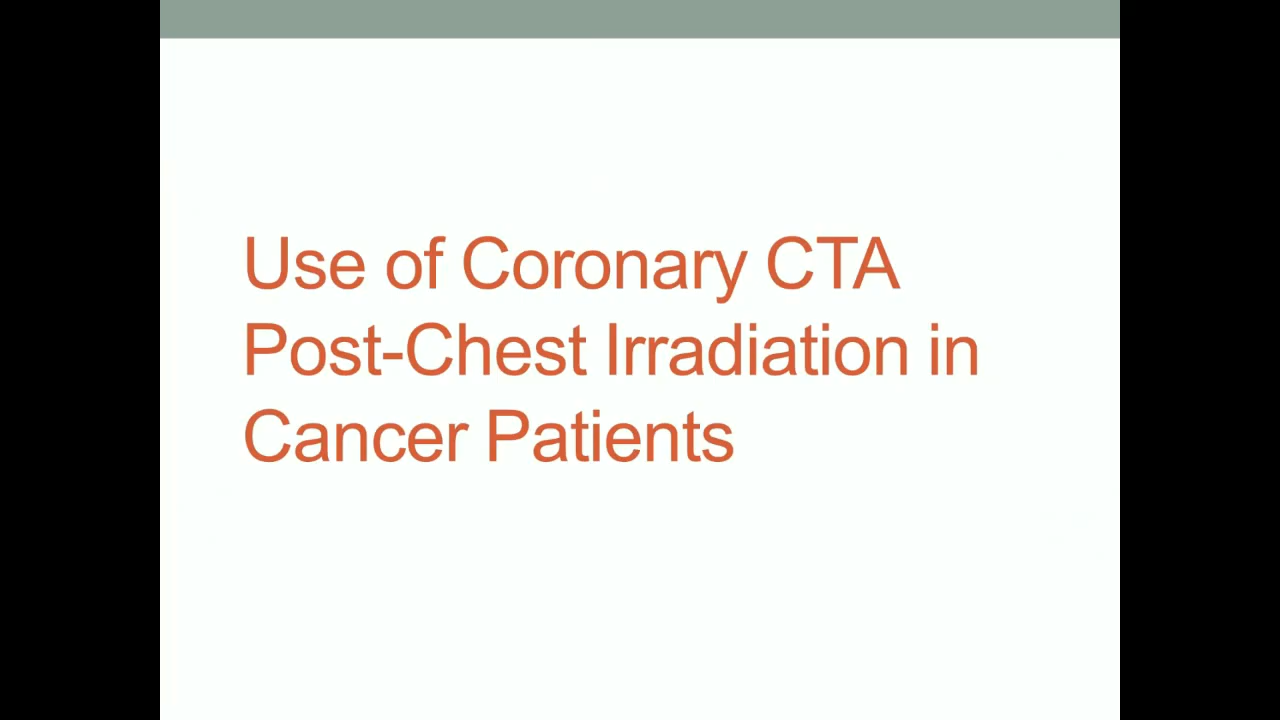 Use of Coronary CTA
Post-Chest Irradiation in
Cancer Patients